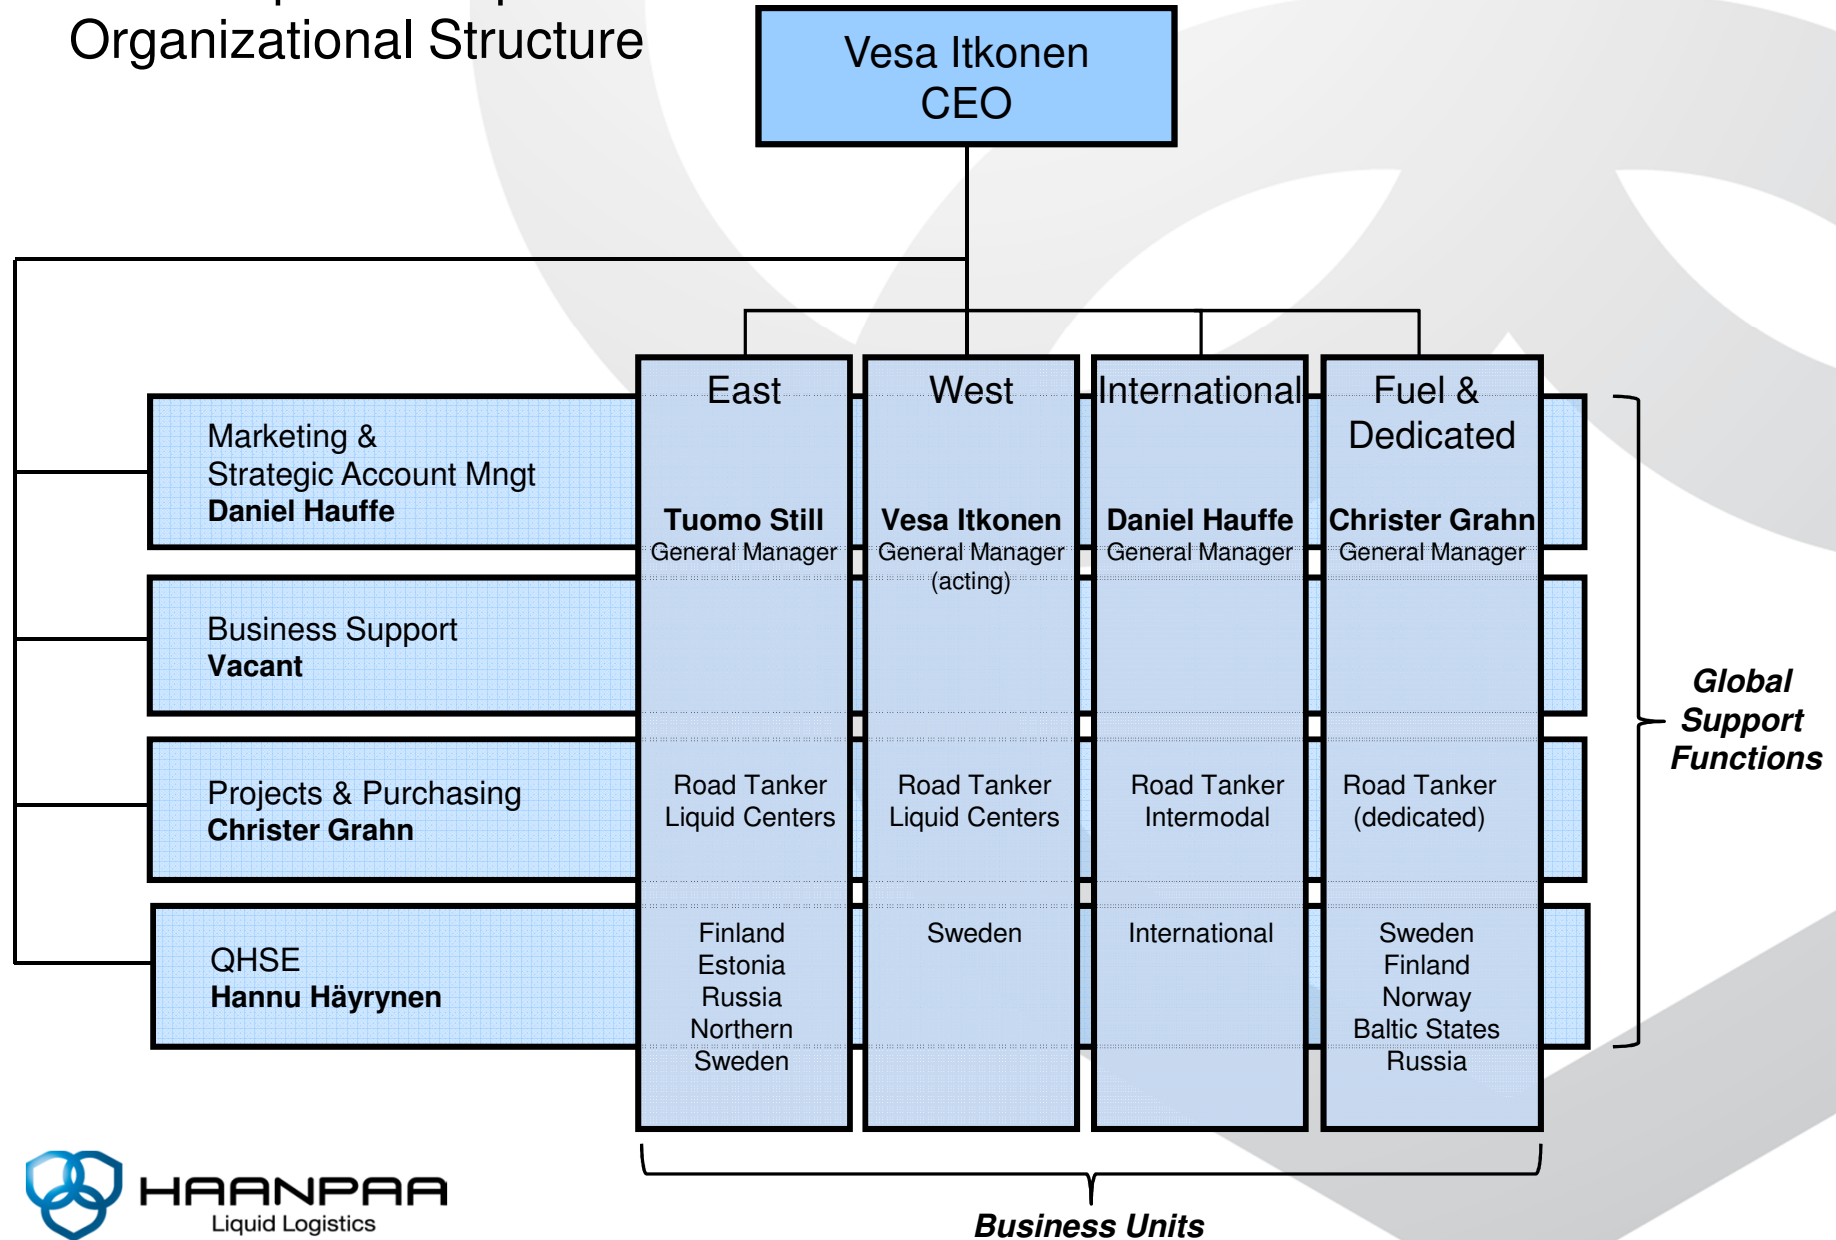 Organizational Structure
Vesa Itkonen
CEO
Marketing &
Strategic Account Mngt
Daniel Hauffe
Business Support
Vacant
Projects & Purchasing
Christer Grahn
QHSE
Hannu Häyrynen
East
Tuomo Still
General Manager
Road Tanker
Liquid Centers
Finland
Estonia
Russia
Northern
Sweden
West
Vesa Itkonen
General Manager
(acting)
Road Tanker
Liquid Centers
Sweden
International
Daniel Hauffe
General Manager
Road Tanker
Intermodal
International
Fuel &
Dedicated
Christer Grahn
General Manager
Road Tanker
(dedicated)
Sweden
Finland
Norway
Baltic States
Russia
Global
Support
Functions
Business Units
HAANPAA
Liquid Logistics